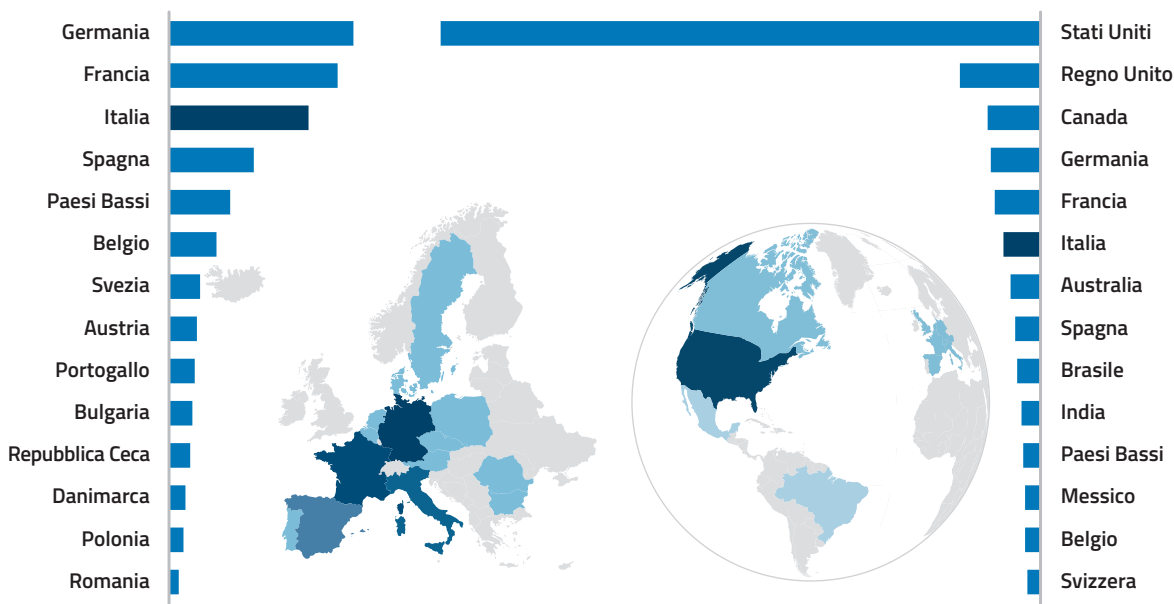 Germania
Francia
Italia
Spagna
Paesi Bassi
Belgio
Svezia
Austria
Portogallo
Bulgaria
Repubblica Ceca
Danimarca
Polonia
Romania
Stati Uniti
Regno Unito
Canada
Germania
Francia
Italia
Australia
Spagna
Brasile
India
Paesi Bassi
Messico
Belgio
Svizzera